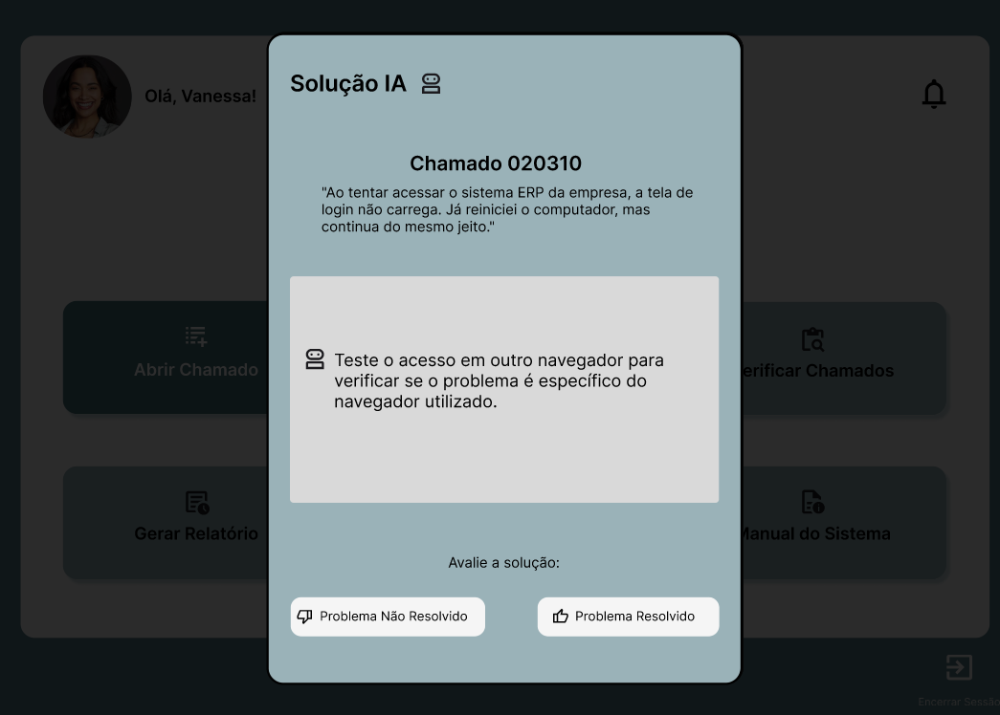 Solução IA
Olá, Vanessa!
Chamado 020310
"Ao tentar acessar o sistema ERP da empresa, a tela de
login não carrega. Já reiniciei o computador, mas
continua do mesmo jeito."
Abrir Chamado
erificar Chamados
Teste o acesso em outro navegador para
verificar se o problema é específico do
navegador utilizado.
Gerar Relatório
Manual do Sistema
Avalie a solução:
Problema Não Resolvido
Problema Resolvido
Encerrar Sessão